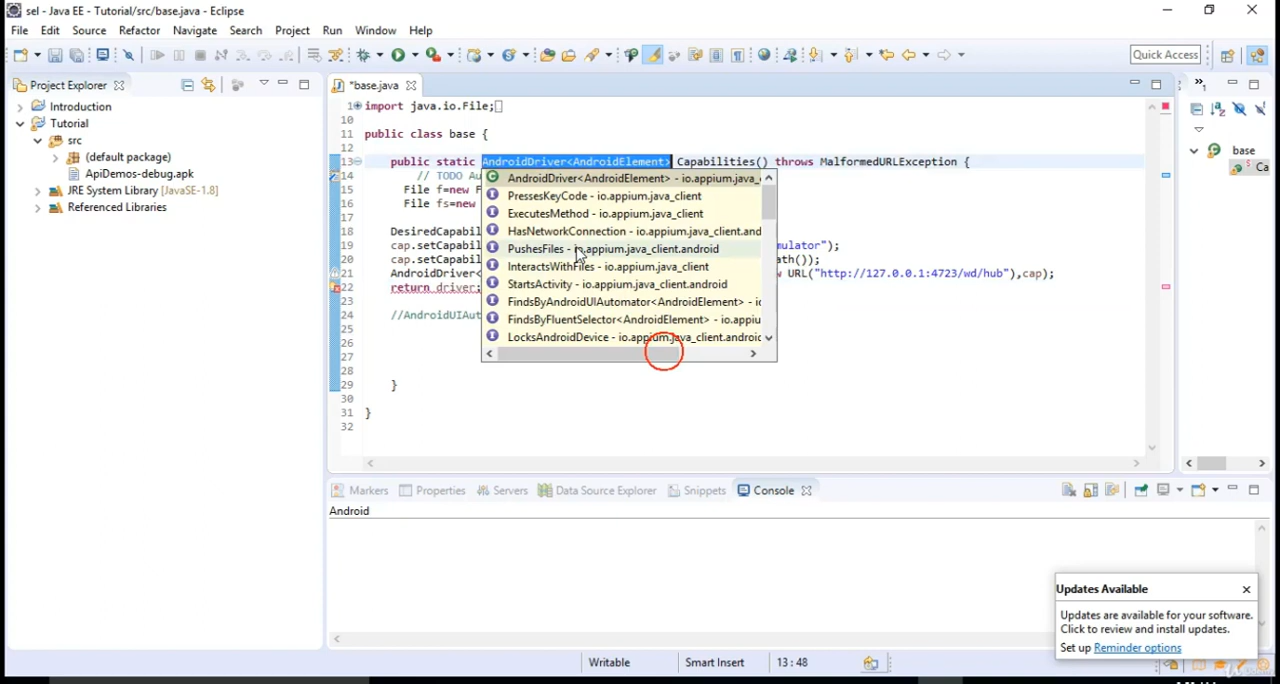 sel - Java EE - Tutorial/src/base.java - Eclipse
File Edit Source Refactor Navigate Search Project Run Window Help
Quick Access
Project Explorer
*base.java
Introduction
Tutorial
src
(default package)
ApiDemos-debug.apk
JRE System Library [JavaSE-1.8]
Referenced Libraries
1 import java.io.File;
10
11 public class base {
12
13 public static AndroidDriver<AndroidElement> Capabilities() throws MalformedURLException {
14 // TODO Au
15 File f=new F
16 File fs=new
17
18 DesiredCapabil
19 cap.setCapabil mulator");
20 cap.setCapabil ath());
21 AndroidDriver< w URL("http://127.0.0.1:4723/wd/hub"),cap);
22 return driver;
23
24 //AndroidUIAut
25
26
27
28
29 }
30
31 }
32
AndroidDriver<AndroidElement> - io.appium.java_
PressesKeyCode - io.appium.java_client
ExecutesMethod - io.appium.java_client
HasNetworkConnection - io.appium.java_client.and
PushesFiles - io.appium.java_client.android
InteractsWithFiles - io.appium.java_client
StartsActivity - io.appium.java_client.android
FindsByAndroidUIAutomator<AndroidElement> - io
FindsByFluentSelector<AndroidElement> - io.appiu
LocksAndroidDevice - io.appium.java_client.android
base
Ca
Markers Properties Servers Data Source Explorer Snippets Console
Android
Updates Available
Updates are available for your software.
Click to review and install updates.
Set up Reminder options
Writable Smart Insert 13 : 48